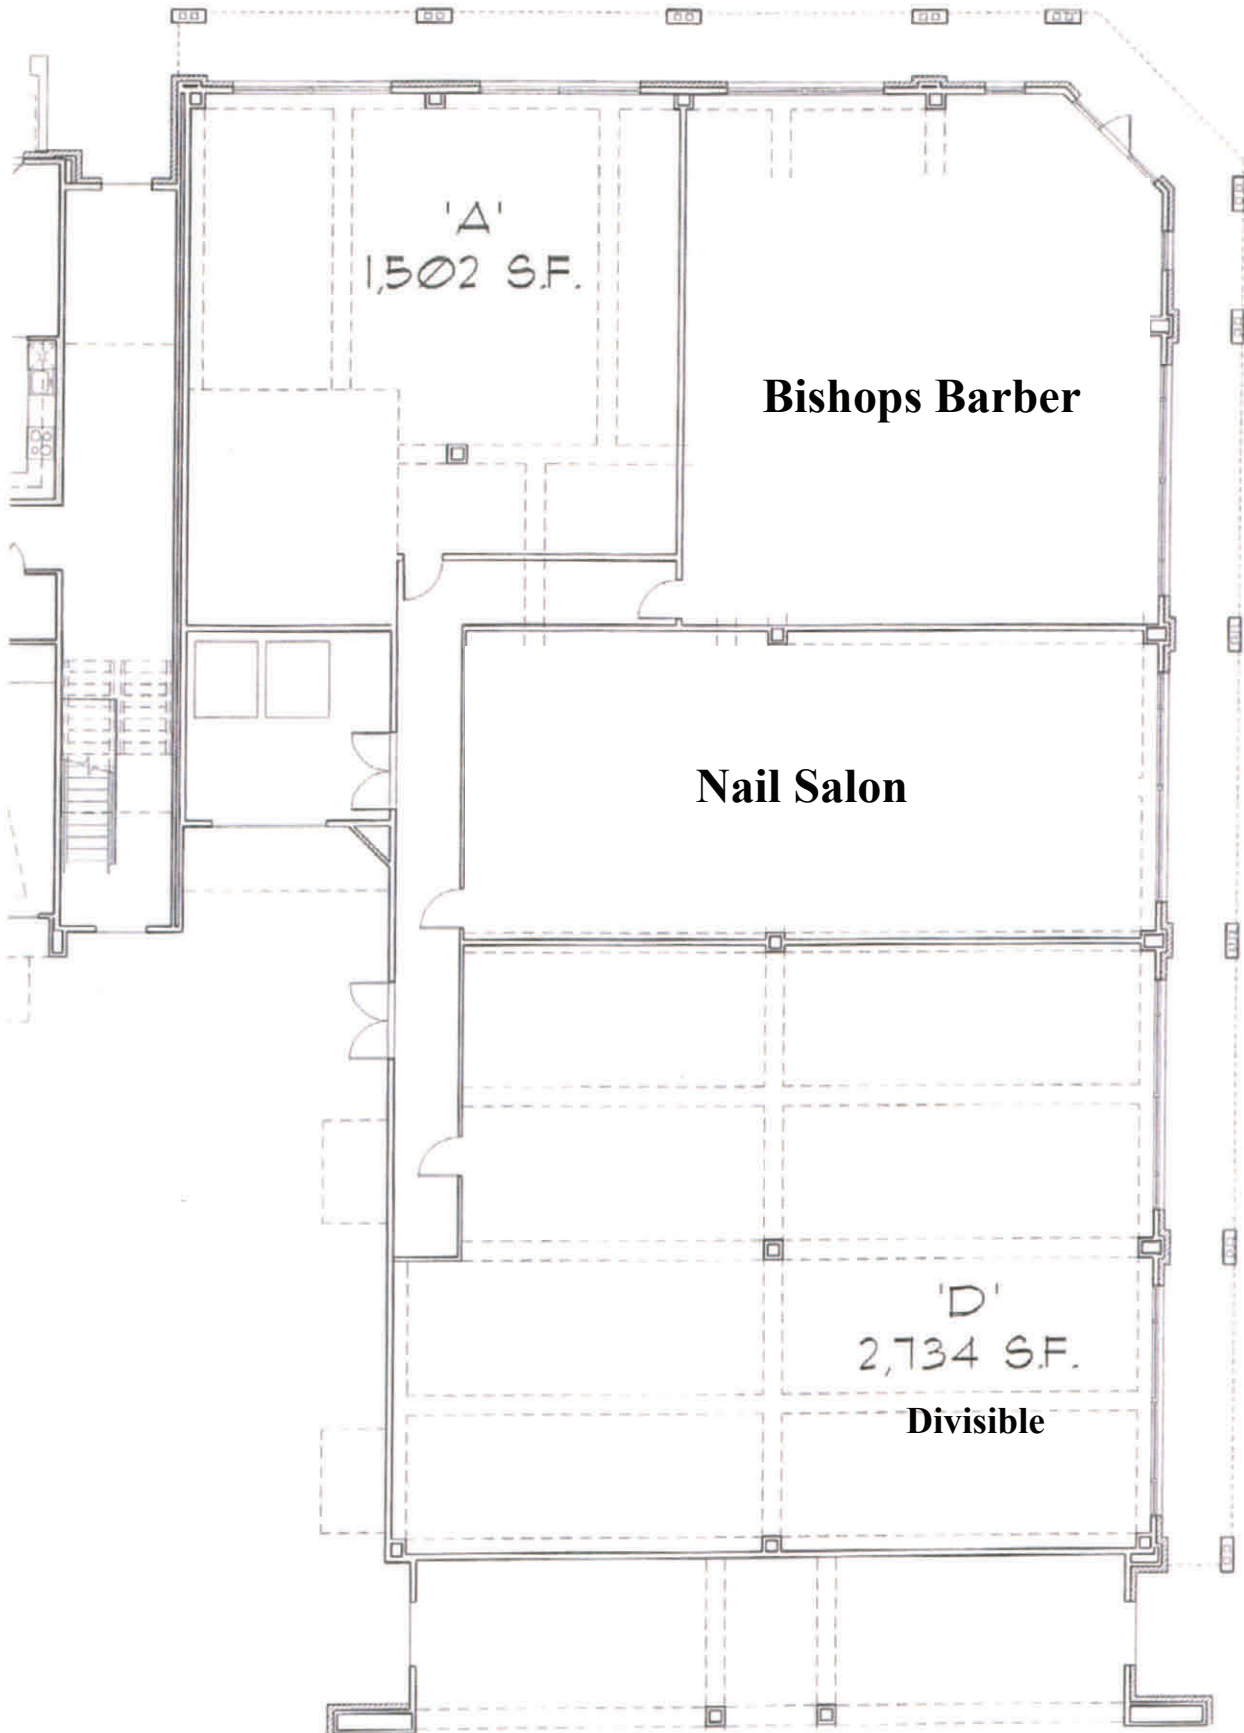 'A'
1,502 S.F.
Bishops Barber
Nail Salon
'D'
2,734 S.F.
Divisible